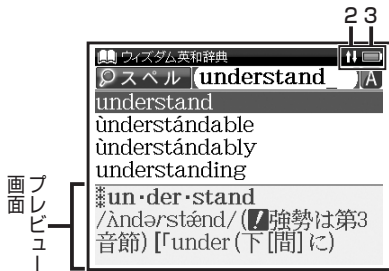 2 3
ウィズダム英和辞典
スペル understand_ A
understand
ùnderstándable
ùnderstándably
understanding
un·der·stand
/ʌ̀ndərstǽnd/(!強勢は第3
音節)【「under(下[間]に)
プレビュー
画面